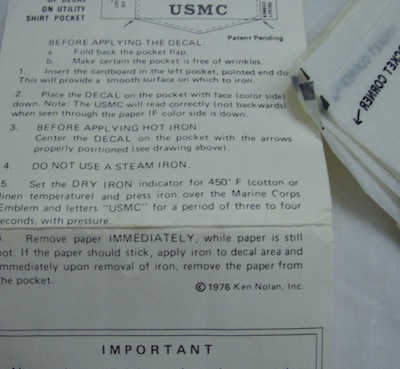 OF DECAL
ON UTILITY
SHIRT POCKET
USMC
POCKET
CORNER
Patent Pending
BEFORE APPLYING THE DECAL:
a. Fold back the pocket flap.
b. Make certain the pocket is free of wrinkles.
1. Insert the cardboard in the left pocket, pointed end do
This will provide a smooth surface on which to iron.
2. Place the DECAL on the pocket with face (color side)
down. Note: The USMC will read correctly (not backwards)
when seen through the paper IF color side is down.
3. BEFORE APPLYING HOT IRON:
Center the DECAL on the pocket with the arrows
properly positioned (see drawing above).
4. DO NOT USE A STEAM IRON.
5. Set the DRY IRON indicator for 450° F (cotton or
linen temperature) and press iron over the Marine Corps
Emblem and letters "USMC" for a period of three to four
seconds, with pressure.
Remove paper IMMEDIATELY, while paper is still
hot. If the paper should stick, apply iron to decal area and
immediately upon removal of iron, remove the paper from
the pocket.
© 1976 Ken Nolan, Inc.
IMPORTANT
POCKET CORNER